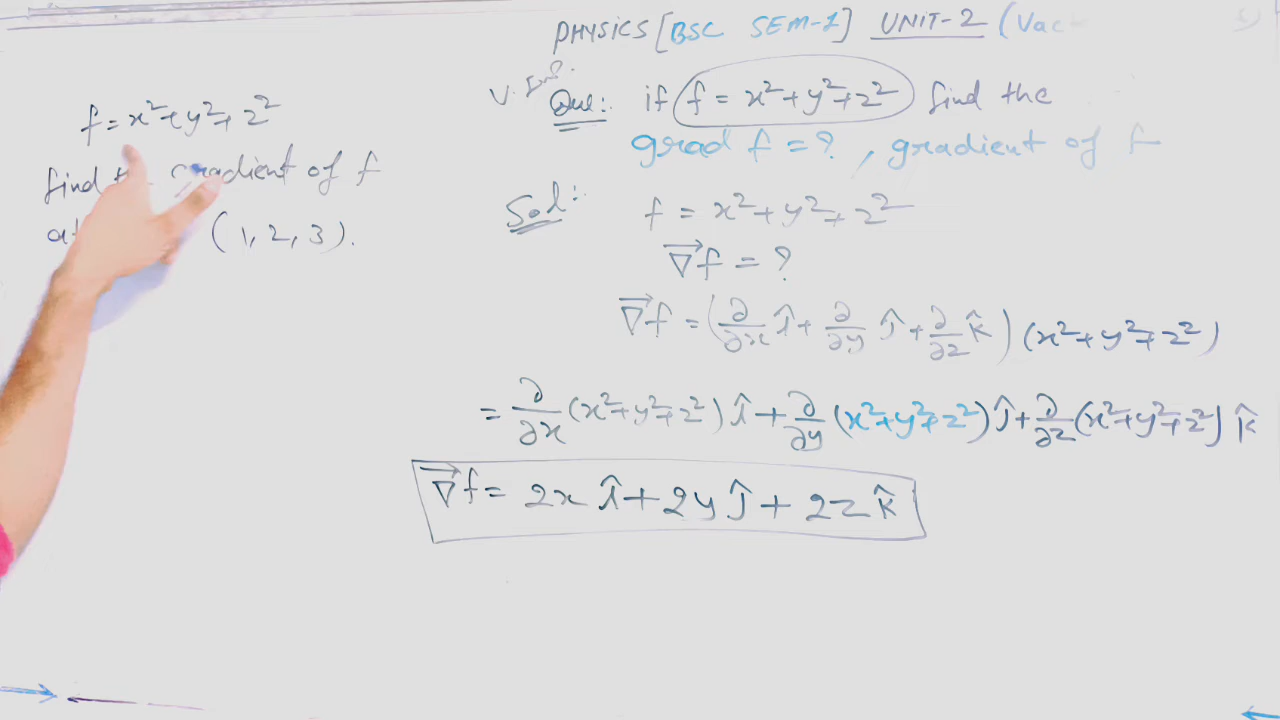 PHYSICS [BSC SEM-1] UNIT-2 (Vac
V. Imp.
Que:. if f = x²+y²+z² find the
grad f = ?, gradient of f
Sol:.
f = x²+y²+z²
∇⃗f = ?
∇⃗f = (∂/∂x î + ∂/∂y ĵ + ∂/∂z k̂) (x²+y²+z²)
= ∂/∂x (x²+y²+z²) î + ∂/∂y (x²+y²+z²) ĵ + ∂/∂z (x²+y²+z²) k̂
∇⃗f = 2x î + 2y ĵ + 2z k̂
f = x²+y²+z²
find gradient of f
(1, 2, 3).